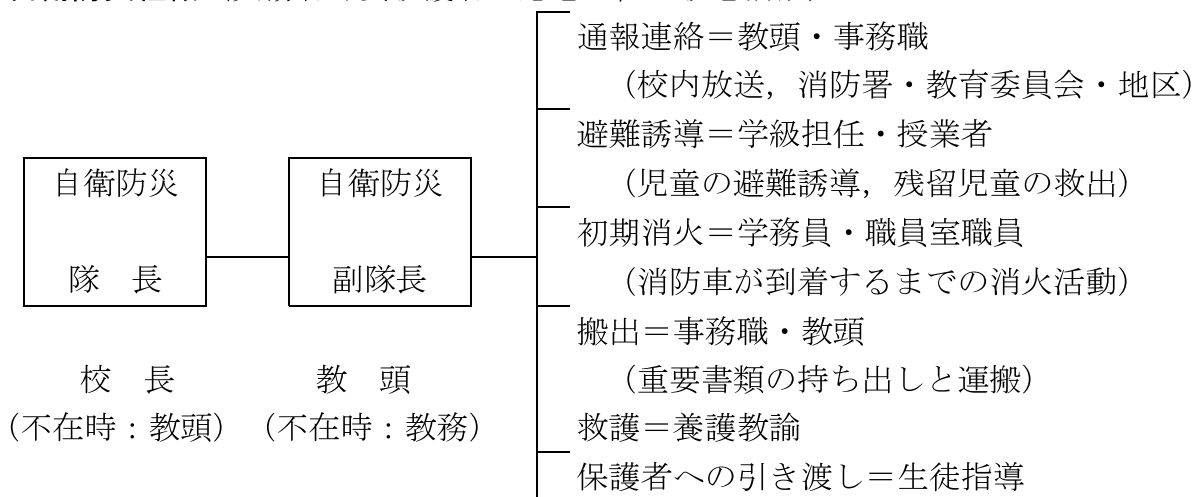 通報連絡＝教頭・事務職
（校内放送，消防署・教育委員会・地区）
避難誘導＝学級担任・授業者
（児童の避難誘導，残留児童の救出）
初期消火＝学務員・職員室職員
（消防車が到着するまでの消火活動）
搬出＝事務職・教頭
（重要書類の持ち出しと運搬）
救護＝養護教諭
保護者への引き渡し＝生徒指導
自衛防災
隊　長
校　長
（不在時：教頭）
自衛防災
副隊長
教　頭
（不在時：教務）